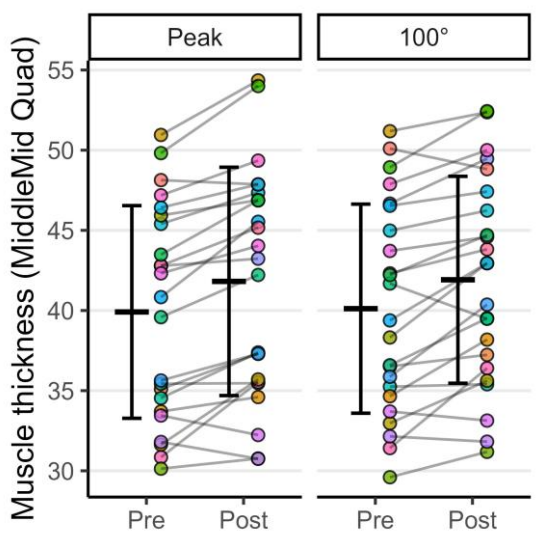 Peak
100°
Muscle thickness (MiddleMid Quad)
55
50
45
40
35
30
Pre
Post
Pre
Post